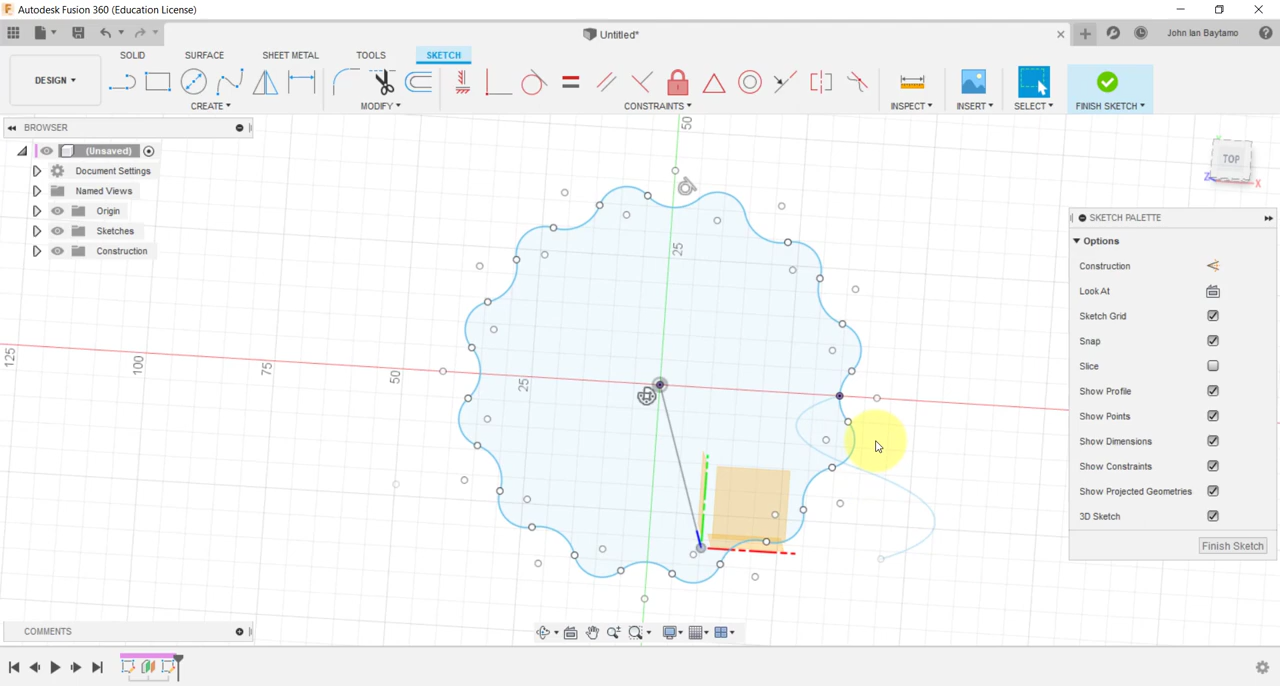 Autodesk Fusion 360 (Education License)
Untitled*
John Ian Baytamo
SOLID SURFACE SHEET METAL TOOLS SKETCH
DESIGN ▾
CREATE ▾ MODIFY ▾ CONSTRAINTS ▾ INSPECT ▾ INSERT ▾ SELECT ▾ FINISH SKETCH ▾
BROWSER
(Unsaved)
Document Settings
Named Views
Origin
Sketches
Construction
50
25
125
100
75
50
25
TOP
Z
X
SKETCH PALETTE
Options
Construction
Look At
Sketch Grid
Snap
Slice
Show Profile
Show Points
Show Dimensions
Show Constraints
Show Projected Geometries
3D Sketch
Finish Sketch
COMMENTS